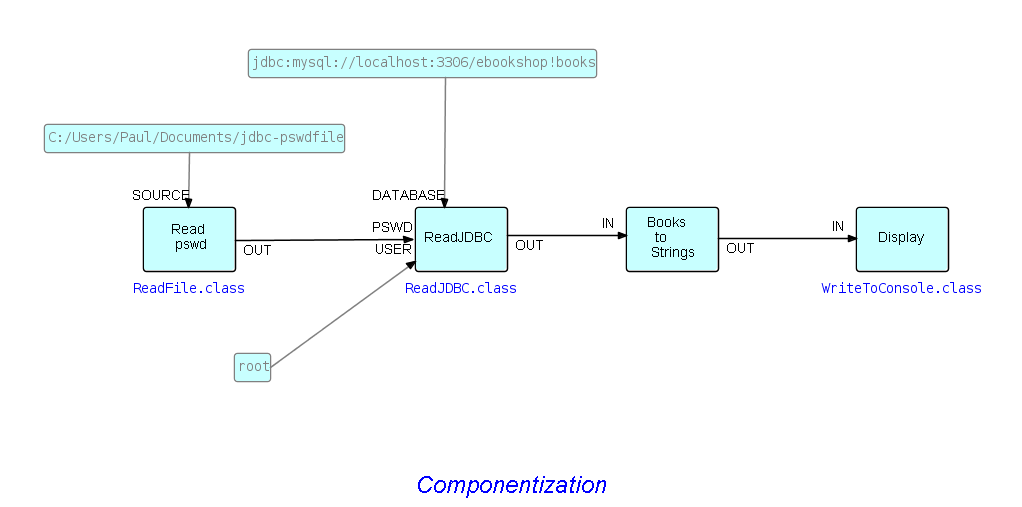 jdbc:mysql://localhost:3306/ebookshop!books
C:/Users/Paul/Documents/jdbc-pswdfile
SOURCE
DATABASE
Read
pswd
OUT
PSWD
USER
ReadJDBC
OUT
IN
Books
to
Strings
OUT
IN
Display
ReadFile.class
ReadJDBC.class
WriteToConsole.class
root
Componentization